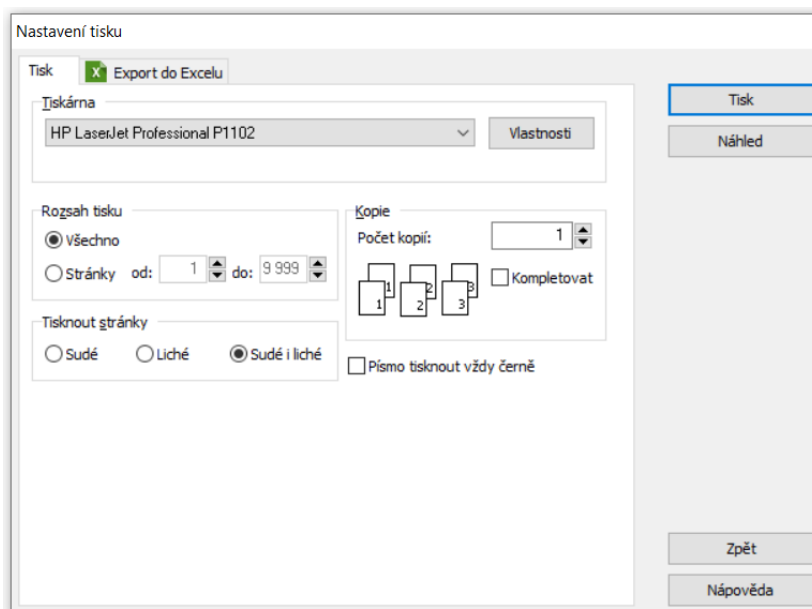 Nastavení tisku
Tisk
Export do Excelu
Tiskárna
HP LaserJet Professional P1102
Vlastnosti
Rozsah tisku
Všechno
Stránky od: 1 do: 9 999
Tisknout stránky
Sudé Liché Sudé i liché
Kopie
Počet kopií: 1
1 1 2 2 3 3
Kompletovat
Písmo tisknout vždy černě
Tisk
Náhled
Zpět
Nápověda